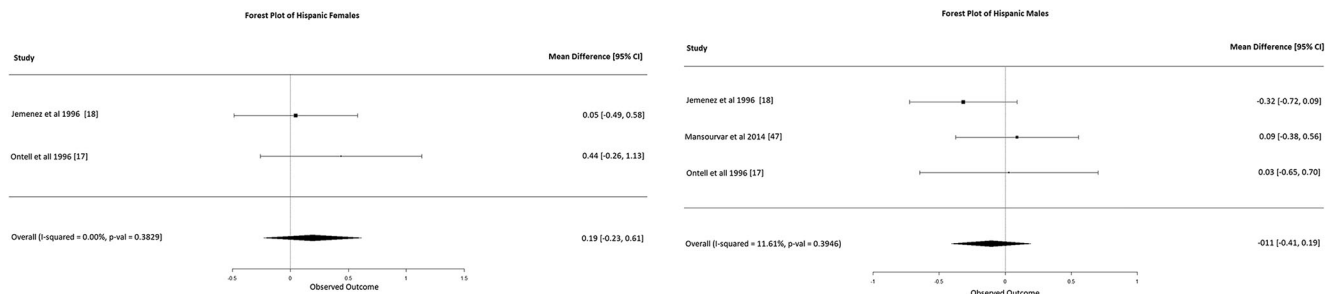 Forest Plot of Hispanic Females
Study Mean Difference [95% CI]
Jemenez et al 1996 [18] 0.05 [-0.49, 0.58]
Ontell et all 1996 [17] 0.44 [-0.26, 1.13]
Overall (I-squared = 0.00%, p-val = 0.3829] 0.19 [-0.23, 0.61]
-0.5 0 0.5 1 1.5
Observed Outcome
Forest Plot of Hispanic Males
Study Mean Difference [95% CI]
Jemenez et al 1996 [18] -0.32 [-0.72, 0.09]
Mansourvar et al 2014 [47] 0.09 [-0.38, 0.56]
Ontell et all 1996 [17] 0.03 [-0.65, 0.70]
Overall (I-squared = 11.61%, p-val = 0.3946] -011 [-0.41, 0.19]
-1 -0.5 0 0.5 1
Observed Outcome